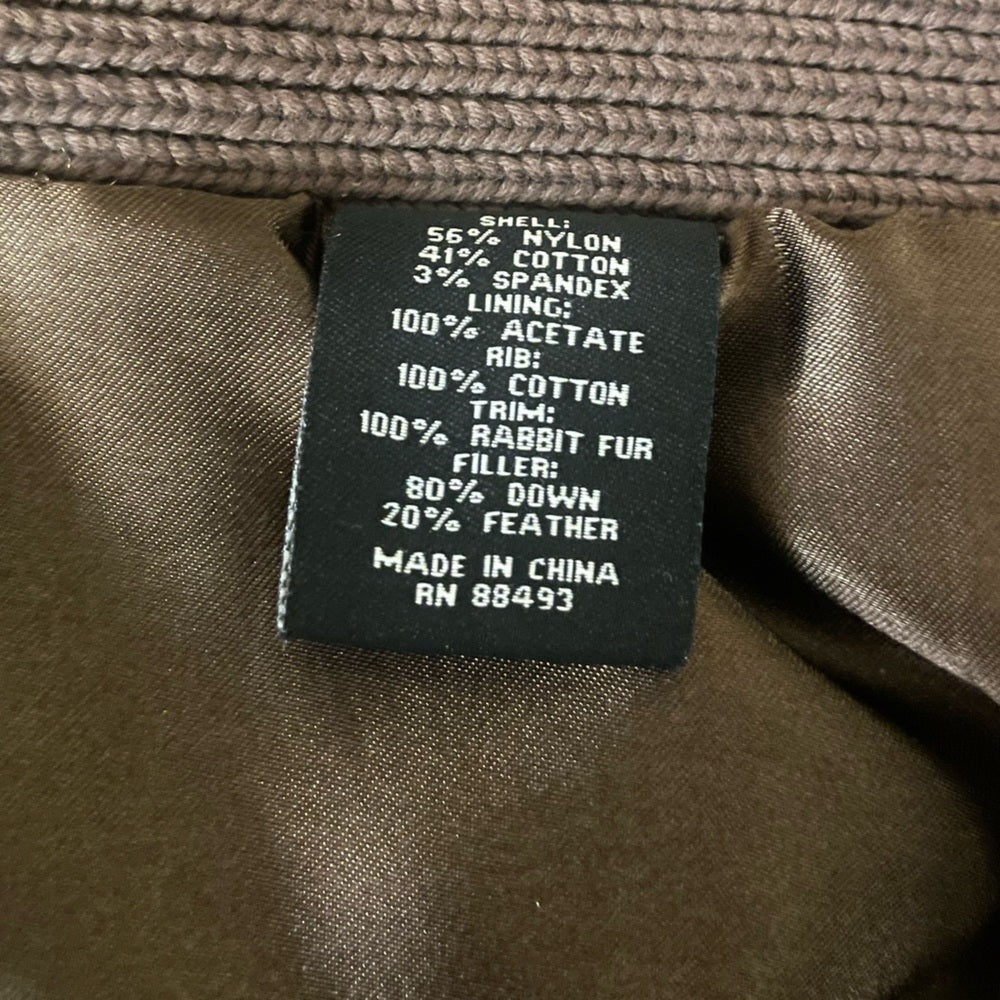 SHELL:
56% NYLON
41% COTTON
3% SPANDEX
LINING:
100% ACETATE
RIB:
100% COTTON
TRIM:
100% RABBIT FUR
FILLER:
80% DOWN
20% FEATHER
MADE IN CHINA
RN 88493